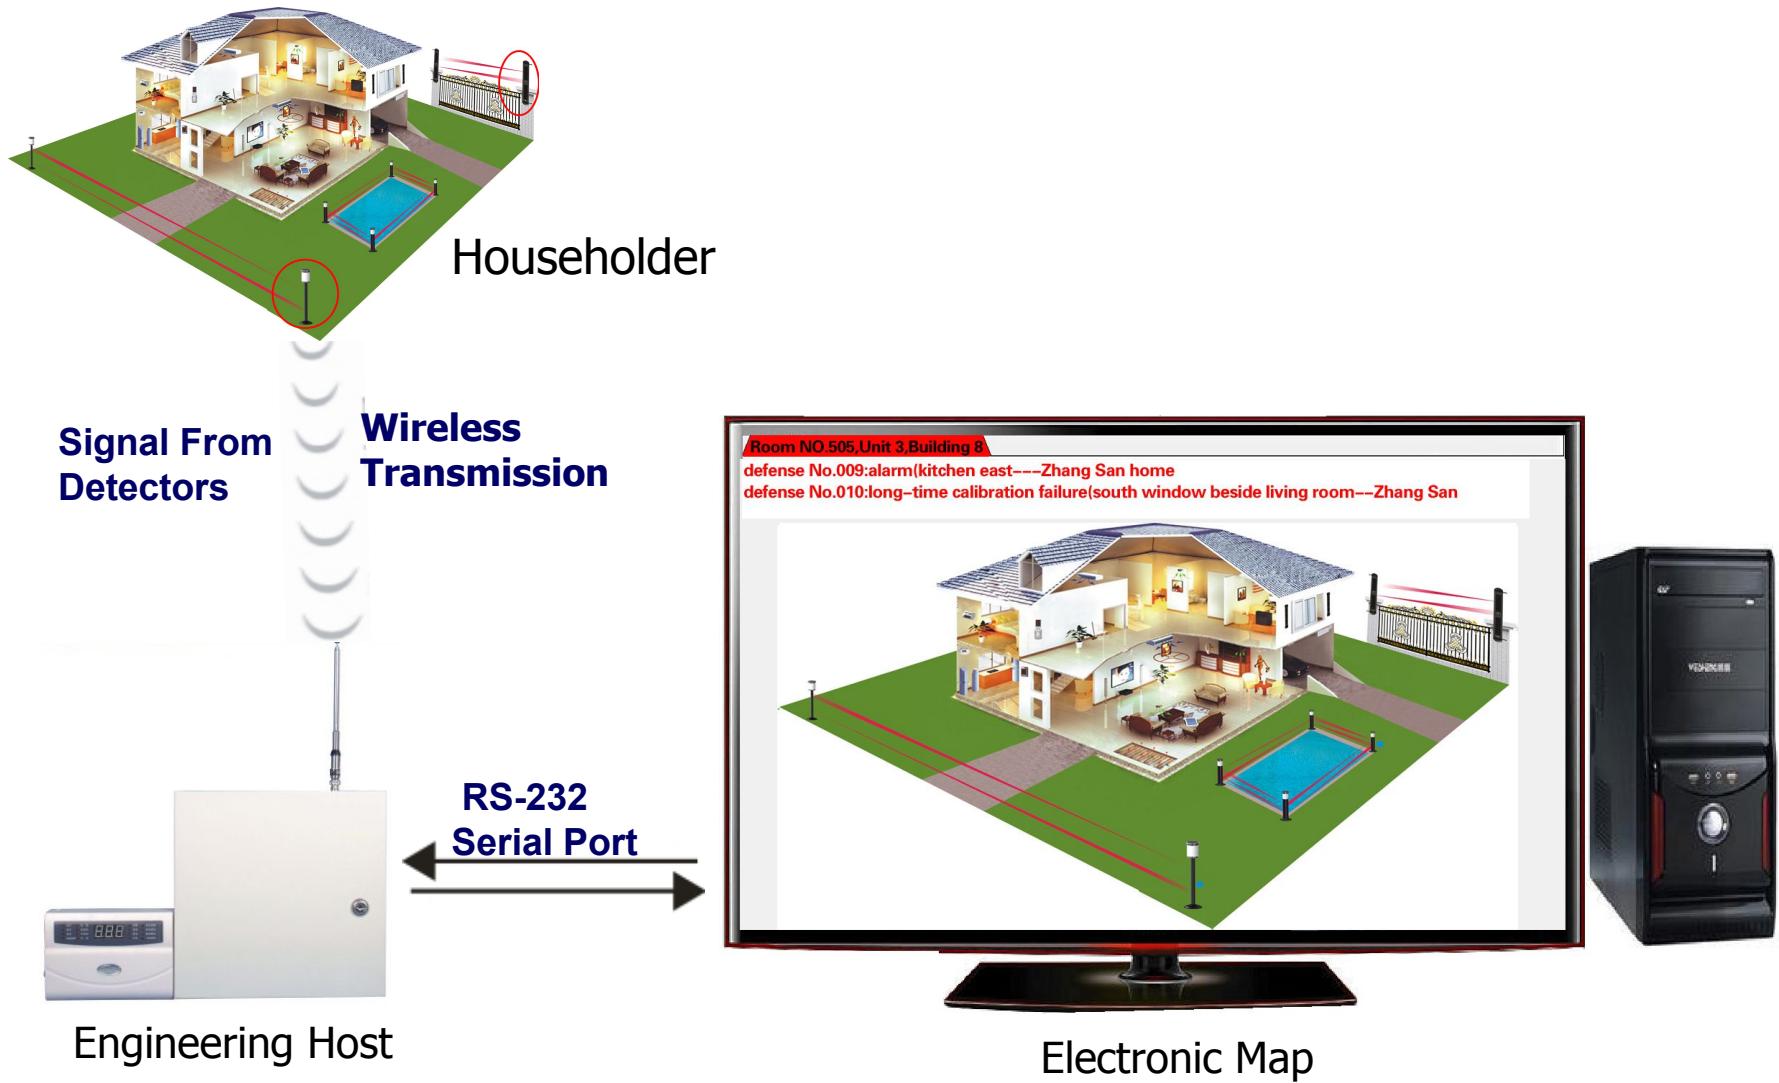 Householder
Signal From
Detectors
Wireless
Transmission
Room NO.505,Unit 3,Building 8
defense No.009:alarm(kitchen east---Zhang San home
defense No.010:long-time calibration failure(south window beside living room--Zhang San
RS-232
Serial Port
888
Engineering Host
Electronic Map